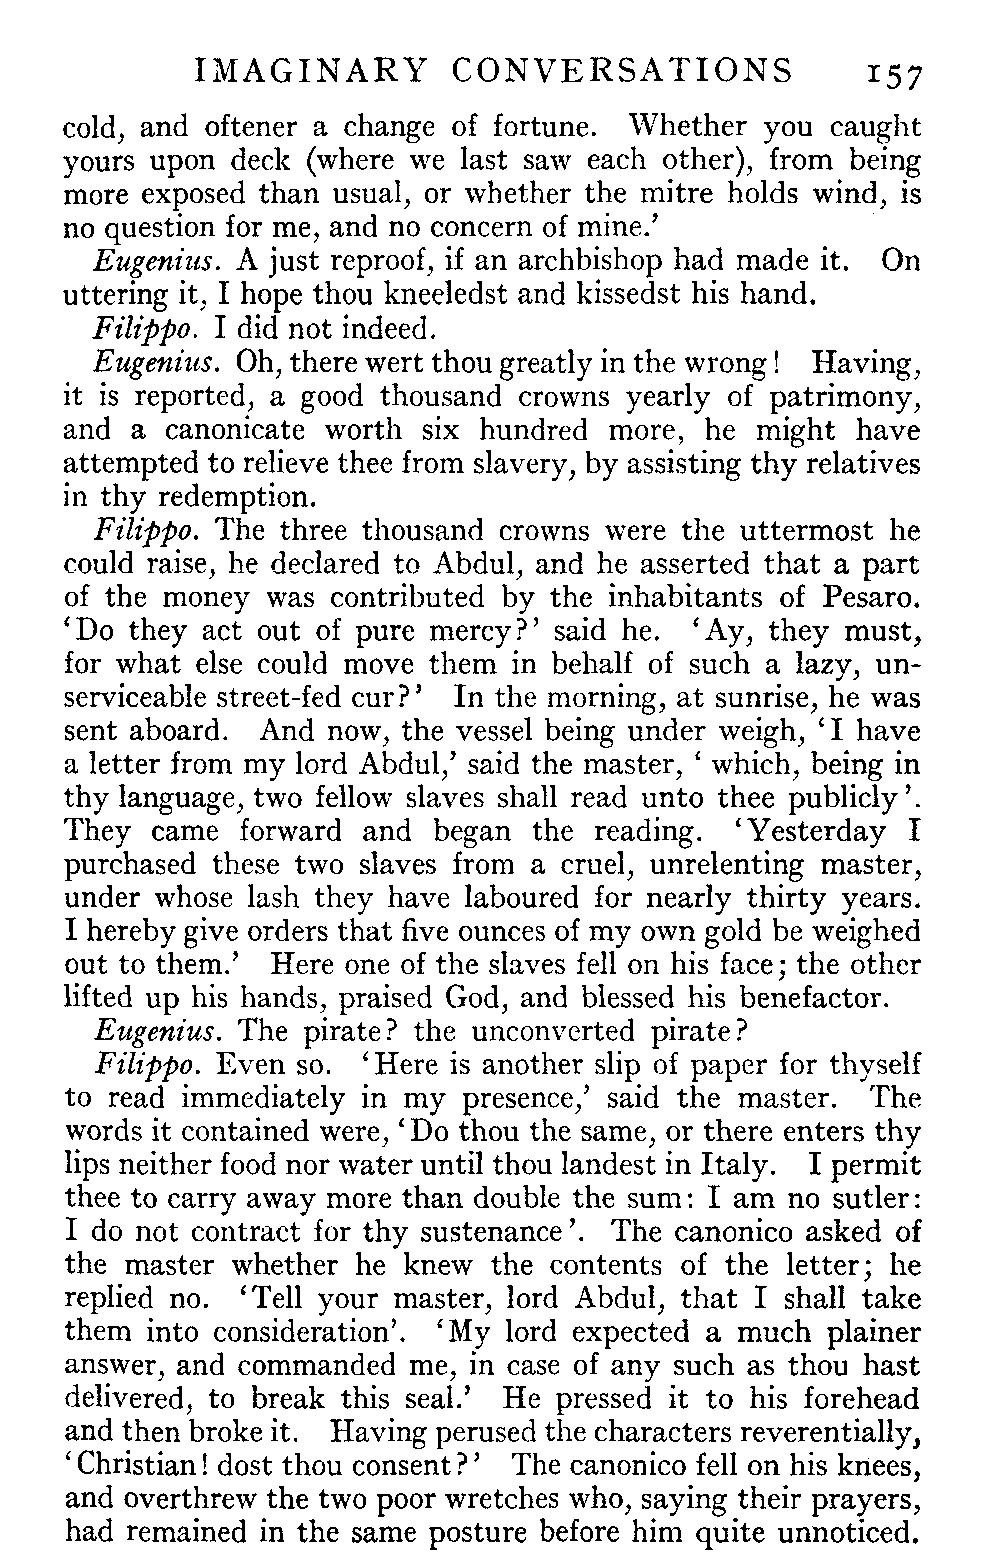 IMAGINARY CONVERSATIONS 157
cold, and oftener a change of fortune. Whether you caught
yours upon deck (where we last saw each other), from being
more exposed than usual, or whether the mitre holds wind, is
no question for me, and no concern of mine.’
Eugenius. A just reproof, if an archbishop had made it. On
uttering it, I hope thou kneeledst and kissedst his hand.
Filippo. I did not indeed.
Eugenius. Oh, there wert thou greatly in the wrong! Having,
it is reported, a good thousand crowns yearly of patrimony,
and a canonicate worth six hundred more, he might have
attempted to relieve thee from slavery, by assisting thy relatives
in thy redemption.
Filippo. The three thousand crowns were the uttermost he
could raise, he declared to Abdul, and he asserted that a part
of the money was contributed by the inhabitants of Pesaro.
‘Do they act out of pure mercy?’ said he. ‘Ay, they must,
for what else could move them in behalf of such a lazy, un-
serviceable street-fed cur?’ In the morning, at sunrise, he was
sent aboard. And now, the vessel being under weigh, ‘I have
a letter from my lord Abdul,’ said the master, ‘ which, being in
thy language, two fellow slaves shall read unto thee publicly’.
They came forward and began the reading. ‘Yesterday I
purchased these two slaves from a cruel, unrelenting master,
under whose lash they have laboured for nearly thirty years.
I hereby give orders that five ounces of my own gold be weighed
out to them.’ Here one of the slaves fell on his face; the other
lifted up his hands, praised God, and blessed his benefactor.
Eugenius. The pirate? the unconverted pirate?
Filippo. Even so. ‘Here is another slip of paper for thyself
to read immediately in my presence,’ said the master. The
words it contained were, ‘Do thou the same, or there enters thy
lips neither food nor water until thou landest in Italy. I permit
thee to carry away more than double the sum: I am no sutler:
I do not contract for thy sustenance’. The canonico asked of
the master whether he knew the contents of the letter; he
replied no. ‘Tell your master, lord Abdul, that I shall take
them into consideration’. ‘My lord expected a much plainer
answer, and commanded me, in case of any such as thou hast
delivered, to break this seal.’ He pressed it to his forehead
and then broke it. Having perused the characters reverentially,
‘Christian! dost thou consent?’ The canonico fell on his knees,
and overthrew the two poor wretches who, saying their prayers,
had remained in the same posture before him quite unnoticed.